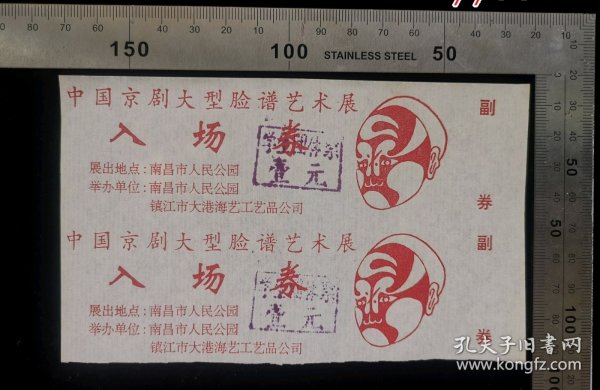 150 100 STAINLESS STEEL 50
中国京剧大型脸谱艺术展
入场券
副
壹元
展出地点:南昌市人民公园
举办单位:南昌市人民公园
镇江市大港海艺工艺品公司
券
中国京剧大型脸谱艺术展
副
入场券
壹元
展出地点:南昌市人民公园
举办单位:南昌市人民公园
镇江市大港海艺工艺品公司
券
50
100
孔夫子旧书网
www.kongfz.com